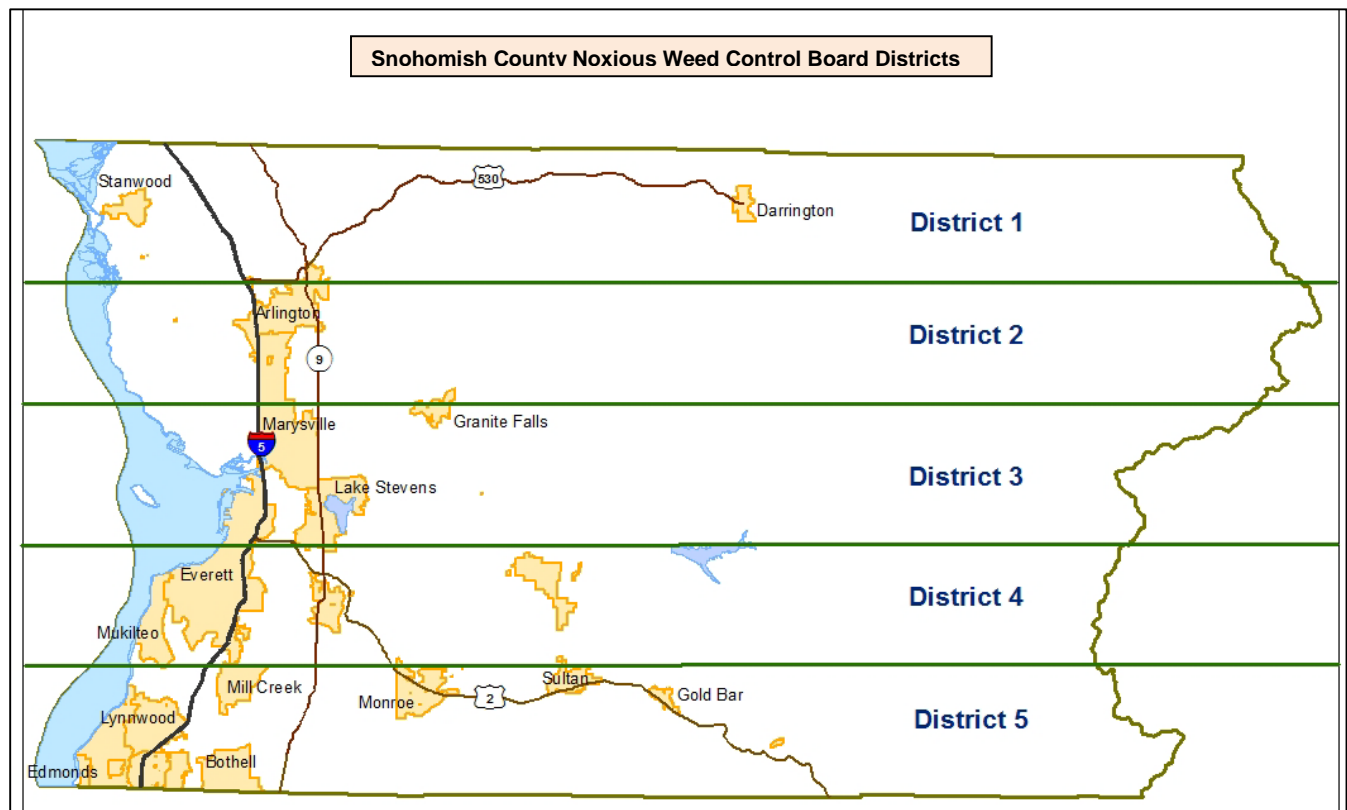 Snohomish County Noxious Weed Control Board Districts
Stanwood
530
Darrington
District 1
Arlington
District 2
9
Marysville
Granite Falls
5
Lake Stevens
District 3
Everett
District 4
Mukilteo
Mill Creek
Sultan
Gold Bar
Monroe
2
Lynnwood
District 5
Bothell
Edmonds